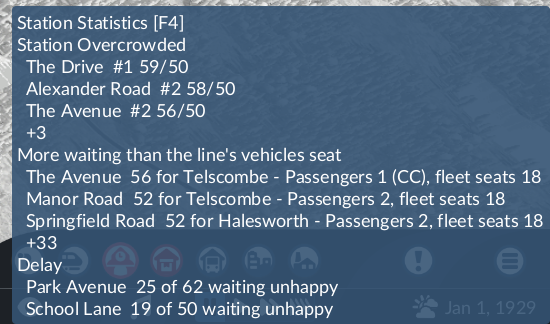 Station Statistics [F4]
Station Overcrowded
The Drive #1 59/50
Alexander Road #2 58/50
The Avenue #2 56/50
+3
More waiting than the line's vehicles seat
The Avenue 56 for Telscombe - Passengers 1 (CC), fleet seats 18
Manor Road 52 for Telscombe - Passengers 2, fleet seats 18
Springfield Road 52 for Halesworth - Passengers 2, fleet seats 18
+33
Delay
Park Avenue 25 of 62 waiting unhappy
School Lane 19 of 50 waiting unhappy
Jan 1, 1929